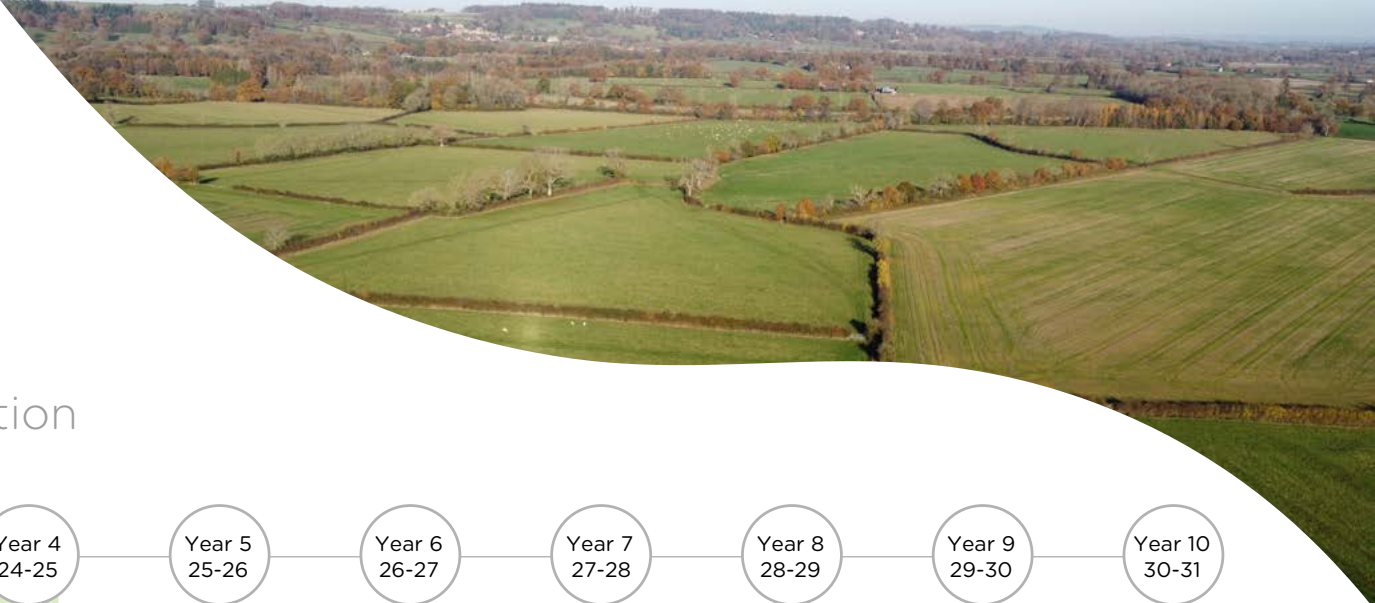 tion
Year 4
24-25
Year 5
25-26
Year 6
26-27
Year 7
27-28
Year 8
28-29
Year 9
29-30
Year 10
30-31